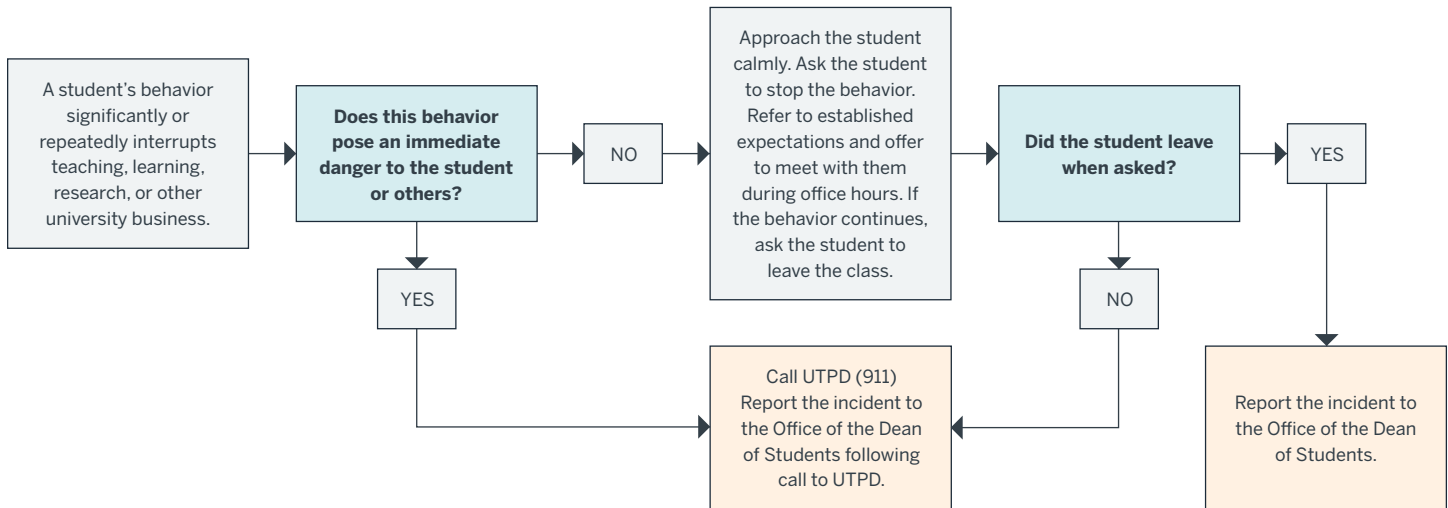 A student's behavior
significantly or
repeatedly interrupts
teaching, learning,
research, or other
university business.
Does this behavior
pose an immediate
danger to the student
or others?
NO
Approach the student
calmly. Ask the student
to stop the behavior.
Refer to established
expectations and offer
to meet with them
during office hours. If
the behavior continues,
ask the student to
leave the class.
Did the student leave
when asked?
YES
YES
NO
Call UTPD (911)
Report the incident to
the Office of the Dean
of Students following
call to UTPD.
Report the incident to
the Office of the Dean
of Students.